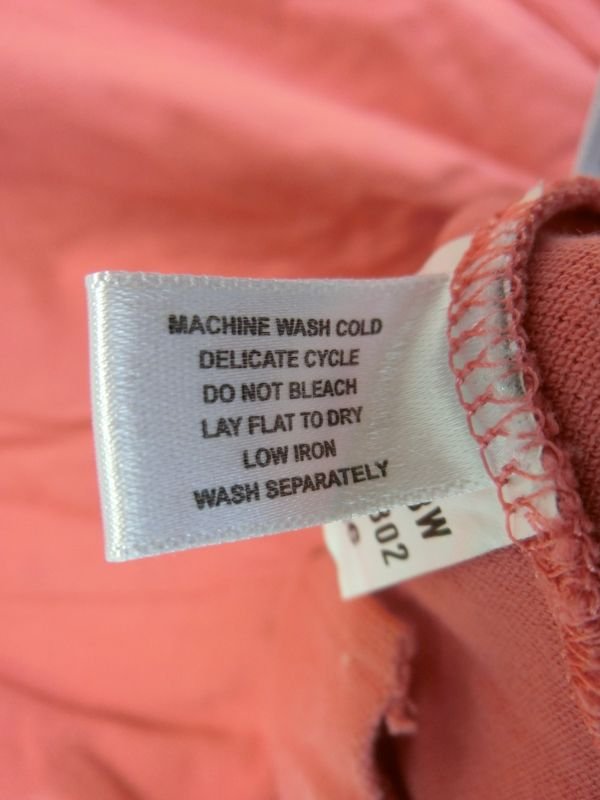 MACHINE WASH COLD
DELICATE CYCLE
DO NOT BLEACH
LAY FLAT TO DRY
LOW IRON
WASH SEPARATELY